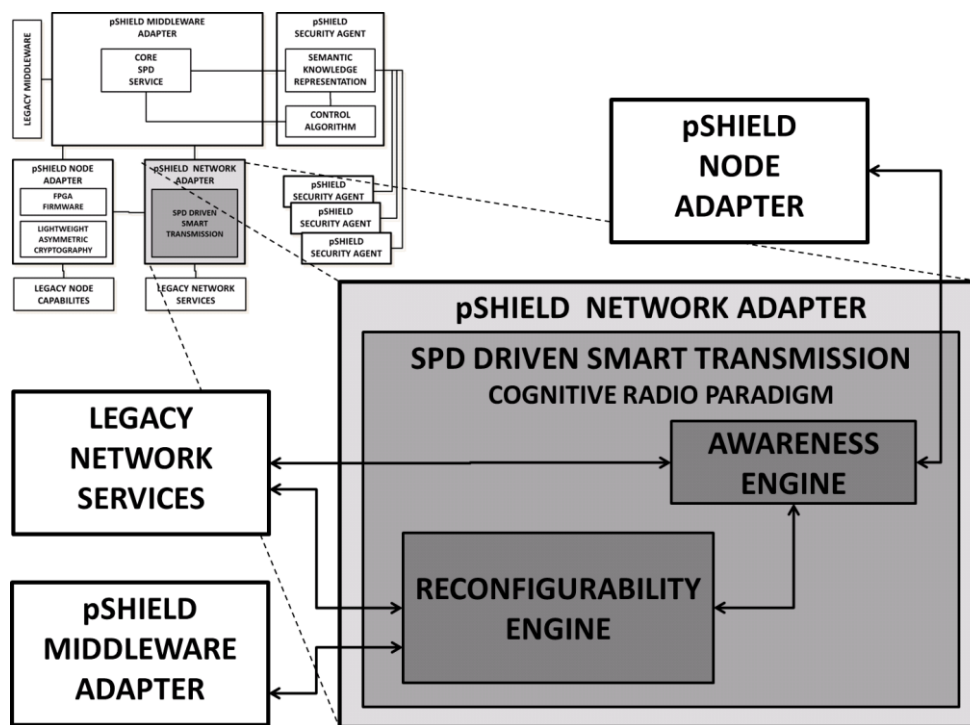 pSHIELD MIDDLEWARE
ADAPTER
CORE
SPD
SERVICE
LEGACY MIDDLEWARE
pSHIELD
SECURITY AGENT
SEMANTIC
KNOWLEDGE
REPRESENTATION
CONTROL
ALGORITHM
pSHIELD NODE
ADAPTER
FPGA
FIRMWARE
LIGHTWEIGHT
ASYMMETRIC
CRYPTOGRAPHY
pSHIELD NETWORK
ADAPTER
SPD DRIVEN
SMART
TRANSMISSION
pSHIELD
SECURITY AGENT
pSHIELD
SECURITY AGENT
pSHIELD
SECURITY AGENT
LEGACY NODE
CAPABILITES
LEGACY NETWORK
SERVICES
pSHIELD
NODE
ADAPTER
pSHIELD NETWORK ADAPTER
SPD DRIVEN SMART TRANSMISSION
COGNITIVE RADIO PARADIGM
AWARENESS
ENGINE
RECONFIGURABILITY
ENGINE
LEGACY
NETWORK
SERVICES
pSHIELD
MIDDLEWARE
ADAPTER